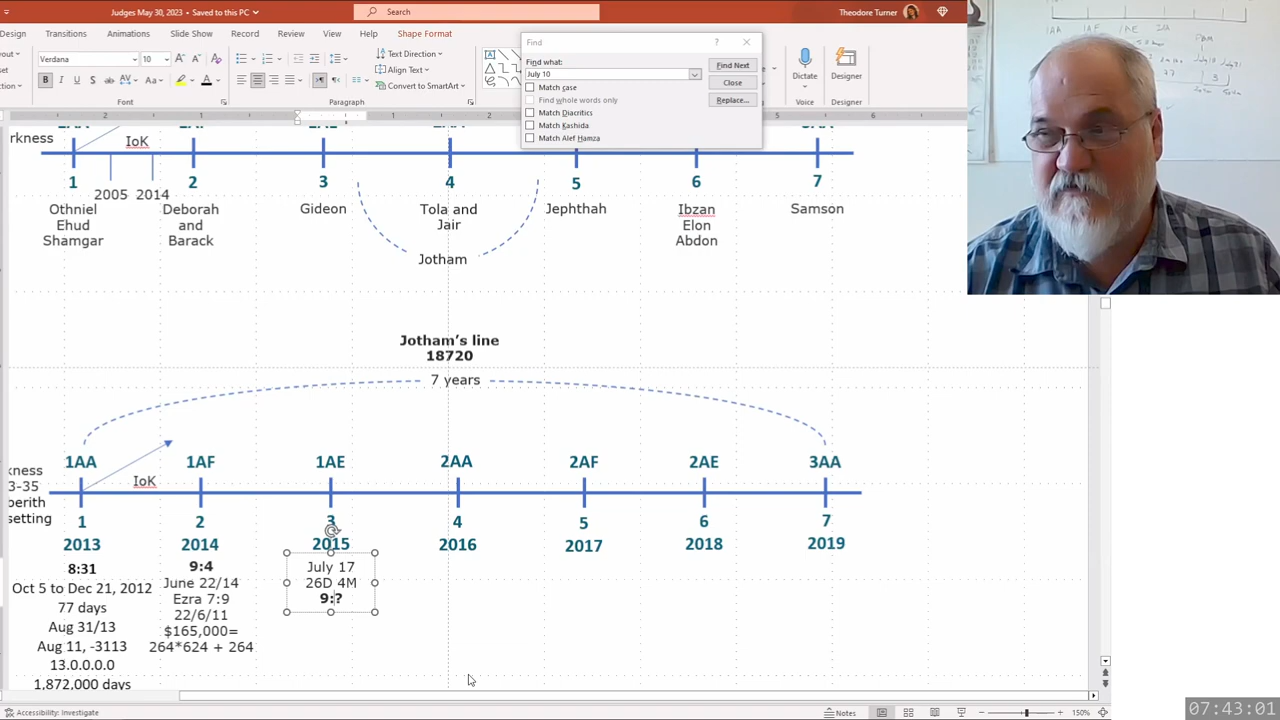 Judges May 30, 2023 • Saved to this PC
Search
Theodore Turner
Transitions
Animations
Slide Show
Record
Review
View
Help
Shape Format
Verdana
10
Text Direction
Align Text
Convert to SmartArt
Font
Paragraph
Dictate
Designer
Voice
Designer
Find
?
Find what:
July 10
Find Next
Match case
Close
Find whole words only
Replace...
Match Diacritics
Match Kashida
Match Alef Hamza
rkness
IoK
1
2005
2014
2
3
4
5
6
7
Othniel
Ehud
Shamgar
Deborah
and
Barack
Gideon
Tola and
Jair
Jephthah
Ibzan
Elon
Abdon
Samson
Jotham
Jotham's line
18720
7 years
1AA
1AF
1AE
2AA
2AF
2AE
3AA
kness
3-35
perith
setting
IoK
1
2
3
4
5
6
7
2013
2014
2015
2016
2017
2018
2019
8:31
Oct 5 to Dec 21, 2012
77 days
Aug 31/13
Aug 11, -3113
13.0.0.0.0
1,872,000 days
9:4
June 22/14
Ezra 7:9
22/6/11
$165,000=
264*624 + 264
July 17
26D 4M
9:?
Accessibility: Investigate
Notes
150%
07:43:01